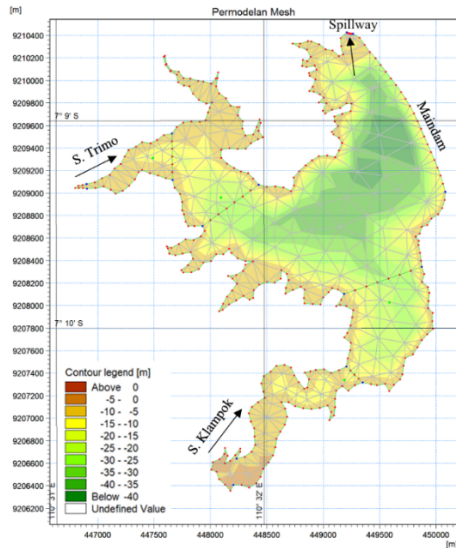 Permodelan Mesh
[m]
Spillway
Maindam
S. Trimo
S. Klampok
9210400
9210200
9210000
9209800
9209600
9209400
9209200
9209000
9208800
9208600
9208400
9208200
9208000
9207800
9207600
9207400
9207200
9207000
9206800
9206600
9206400
9206200
7° 9' S
7° 10' S
110° 31' E
110° 32' E
Contour legend [m]
Above 0
-5 - 0
-10 - -5
-15 - -10
-20 - -15
-25 - -20
-30 - -25
-35 - -30
-40 - -35
Below -40
Undefined Value
447000
448000
449000
450000
[m]